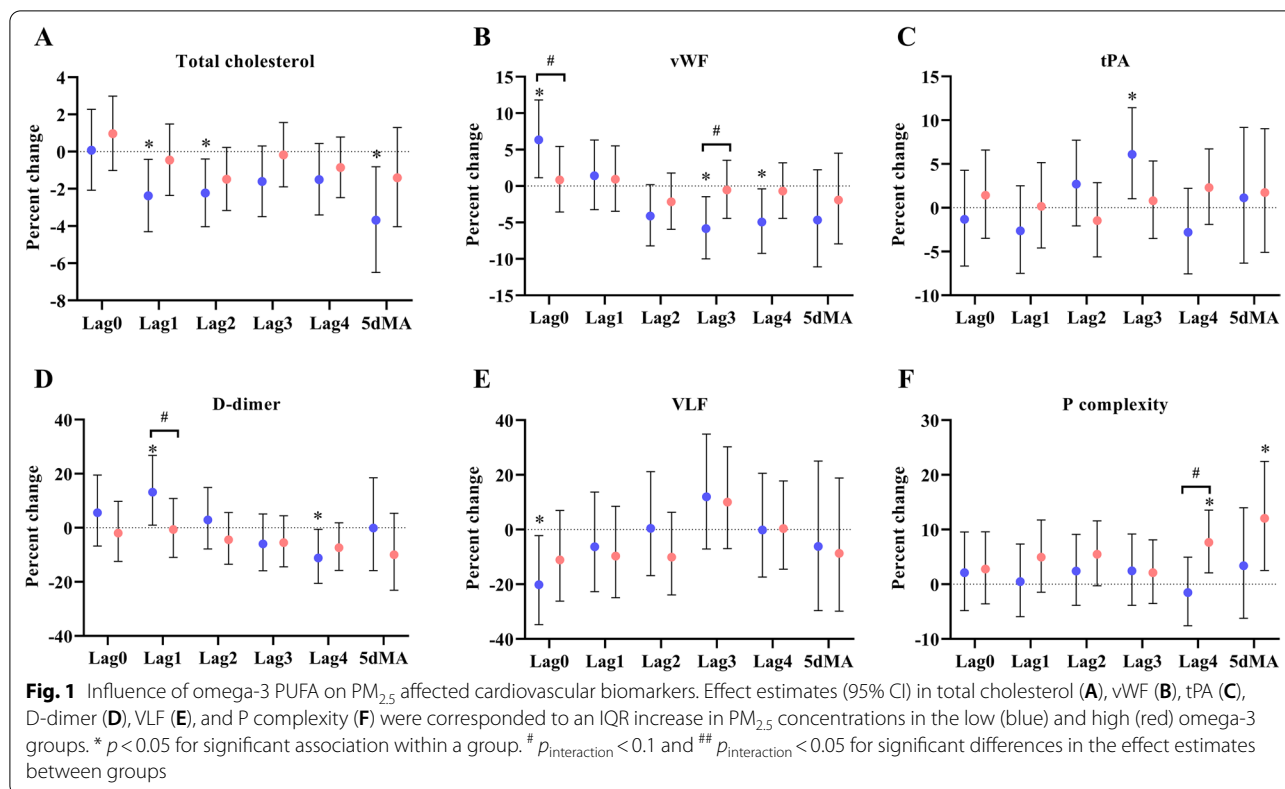 A
Total cholesterol
Percent change
4
2
0
-2
-4
-6
-8
* * *
Lag0 Lag1 Lag2 Lag3 Lag4 5dMA
B
vWF
Percent change
15
10
5
0
-5
-10
-15
# #
* * *
Lag0 Lag1 Lag2 Lag3 Lag4 5dMA
C
tPA
Percent change
15
10
5
0
-5
-10
*
Lag0 Lag1 Lag2 Lag3 Lag4 5dMA
D
D-dimer
Percent change
40
20
0
-20
-40
#
* *
Lag0 Lag1 Lag2 Lag3 Lag4 5dMA
E
VLF
Percent change
40
20
0
-20
-40
*
Lag0 Lag1 Lag2 Lag3 Lag4 5dMA
F
P complexity
Percent change
30
20
10
0
-10
#
* *
Lag0 Lag1 Lag2 Lag3 Lag4 5dMA
Fig. 1 Influence of omega-3 PUFA on PM2.5 affected cardiovascular biomarkers. Effect estimates (95% CI) in total cholesterol (A), vWF (B), tPA (C),
D-dimer (D), VLF (E), and P complexity (F) were corresponded to an IQR increase in PM2.5 concentrations in the low (blue) and high (red) omega-3
groups. * p < 0.05 for significant association within a group. # pinteraction < 0.1 and ## pinteraction < 0.05 for significant differences in the effect estimates
between groups